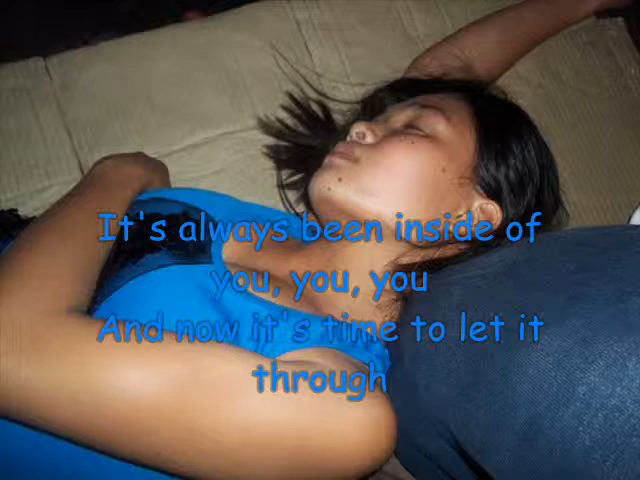 It's always been inside of
you, you, you
And now it's time to let it
through